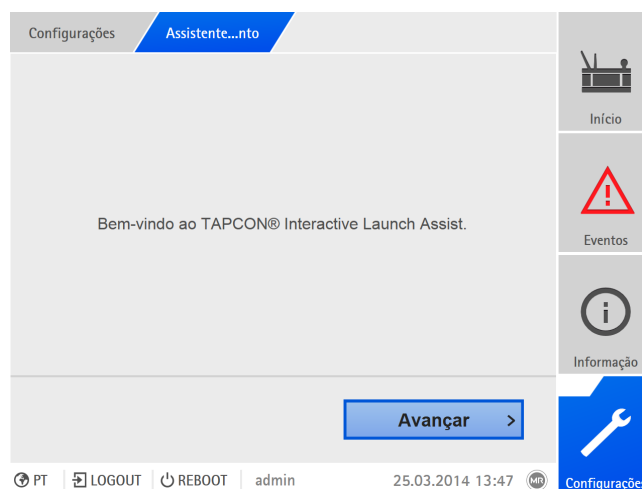 Configurações
Assistente...nto
Início
Eventos
Bem-vindo ao TAPCON® Interactive Launch Assist.
Informação
Avançar >
Configurações
PT LOGOUT REBOOT admin 25.03.2014 13:47 MR